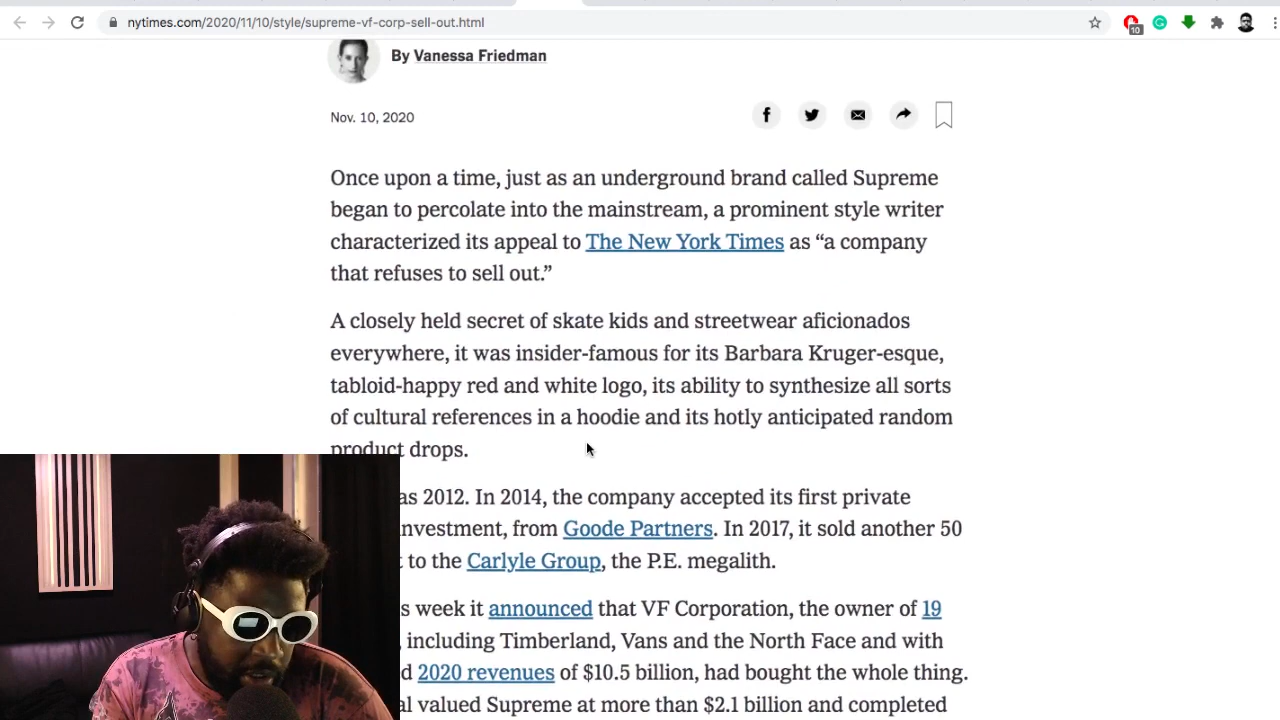 nytimes.com/2020/11/10/style/supreme-vf-corp-sell-out.html
10
By Vanessa Friedman
Nov. 10, 2020
Once upon a time, just as an underground brand called Supreme
began to percolate into the mainstream, a prominent style writer
characterized its appeal to The New York Times as “a company
that refuses to sell out.”
A closely held secret of skate kids and streetwear aficionados
everywhere, it was insider-famous for its Barbara Kruger-esque,
tabloid-happy red and white logo, its ability to synthesize all sorts
of cultural references in a hoodie and its hotly anticipated random
product drops.
as 2012. In 2014, the company accepted its first private
nvestment, from Goode Partners. In 2017, it sold another 50
t to the Carlyle Group, the P.E. megalith.
s week it announced that VF Corporation, the owner of 19
, including Timberland, Vans and the North Face and with
d 2020 revenues of $10.5 billion, had bought the whole thing.
al valued Supreme at more than $2.1 billion and completed